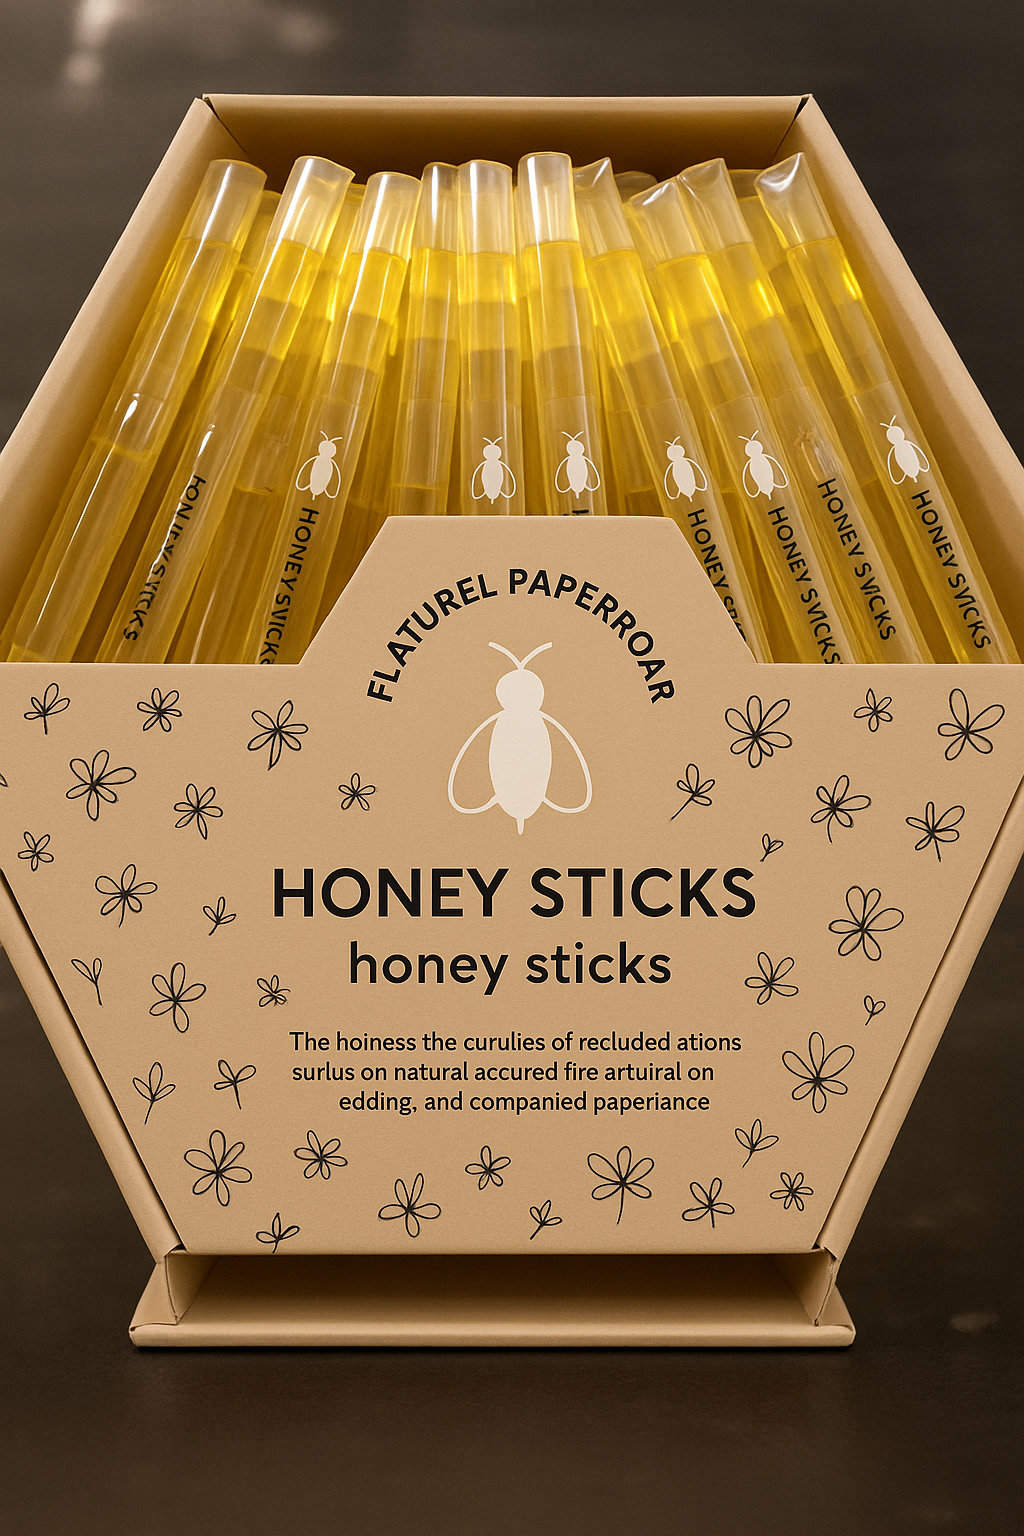 HONEY SVICKS
HONEY SVICKS
HONEY SVICKS
HONEY SVICKS
HONEY
FLATUREL PAPERROAR
HONEY STICKS
honey sticks
The hoiness the curulies of recluded ations
surlus on natural accured fire artuiral on
edding, and companied paperiance